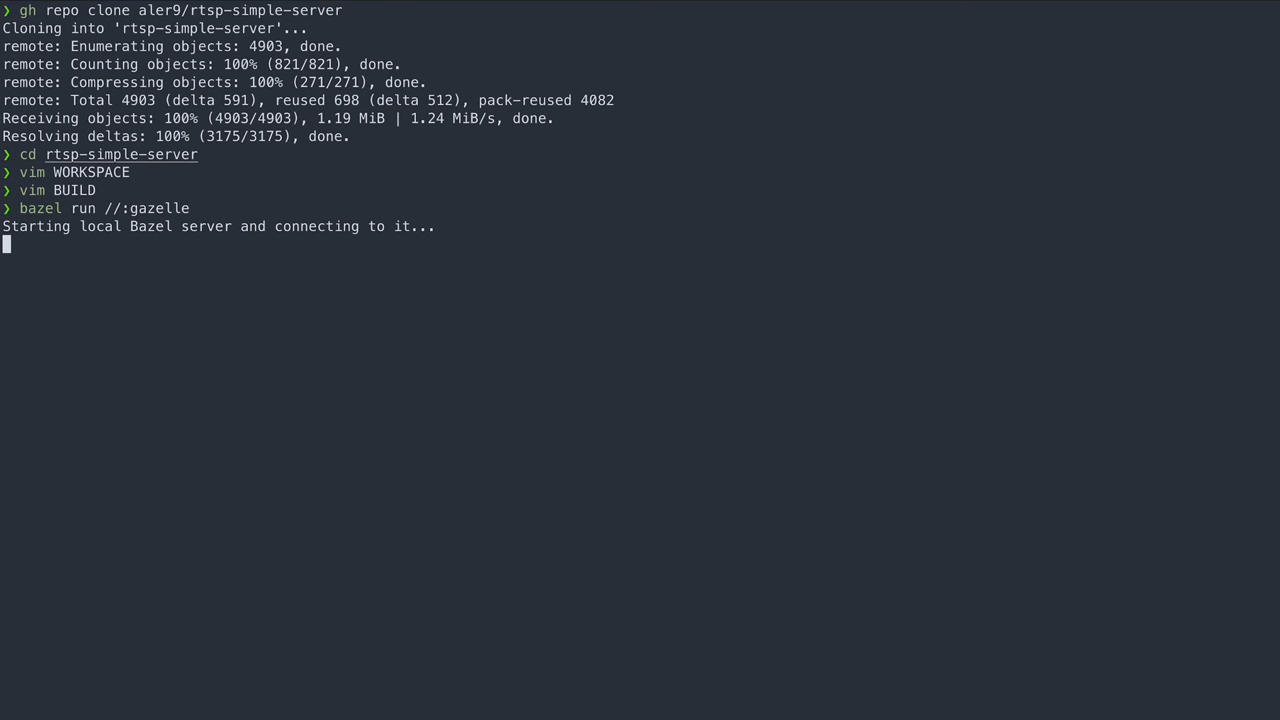 ❯ gh repo clone aler9/rtsp-simple-server
Cloning into 'rtsp-simple-server'...
remote: Enumerating objects: 4903, done.
remote: Counting objects: 100% (821/821), done.
remote: Compressing objects: 100% (271/271), done.
remote: Total 4903 (delta 591), reused 698 (delta 512), pack-reused 4082
Receiving objects: 100% (4903/4903), 1.19 MiB | 1.24 MiB/s, done.
Resolving deltas: 100% (3175/3175), done.
❯ cd rtsp-simple-server
❯ vim WORKSPACE
❯ vim BUILD
❯ bazel run //:gazelle
Starting local Bazel server and connecting to it...